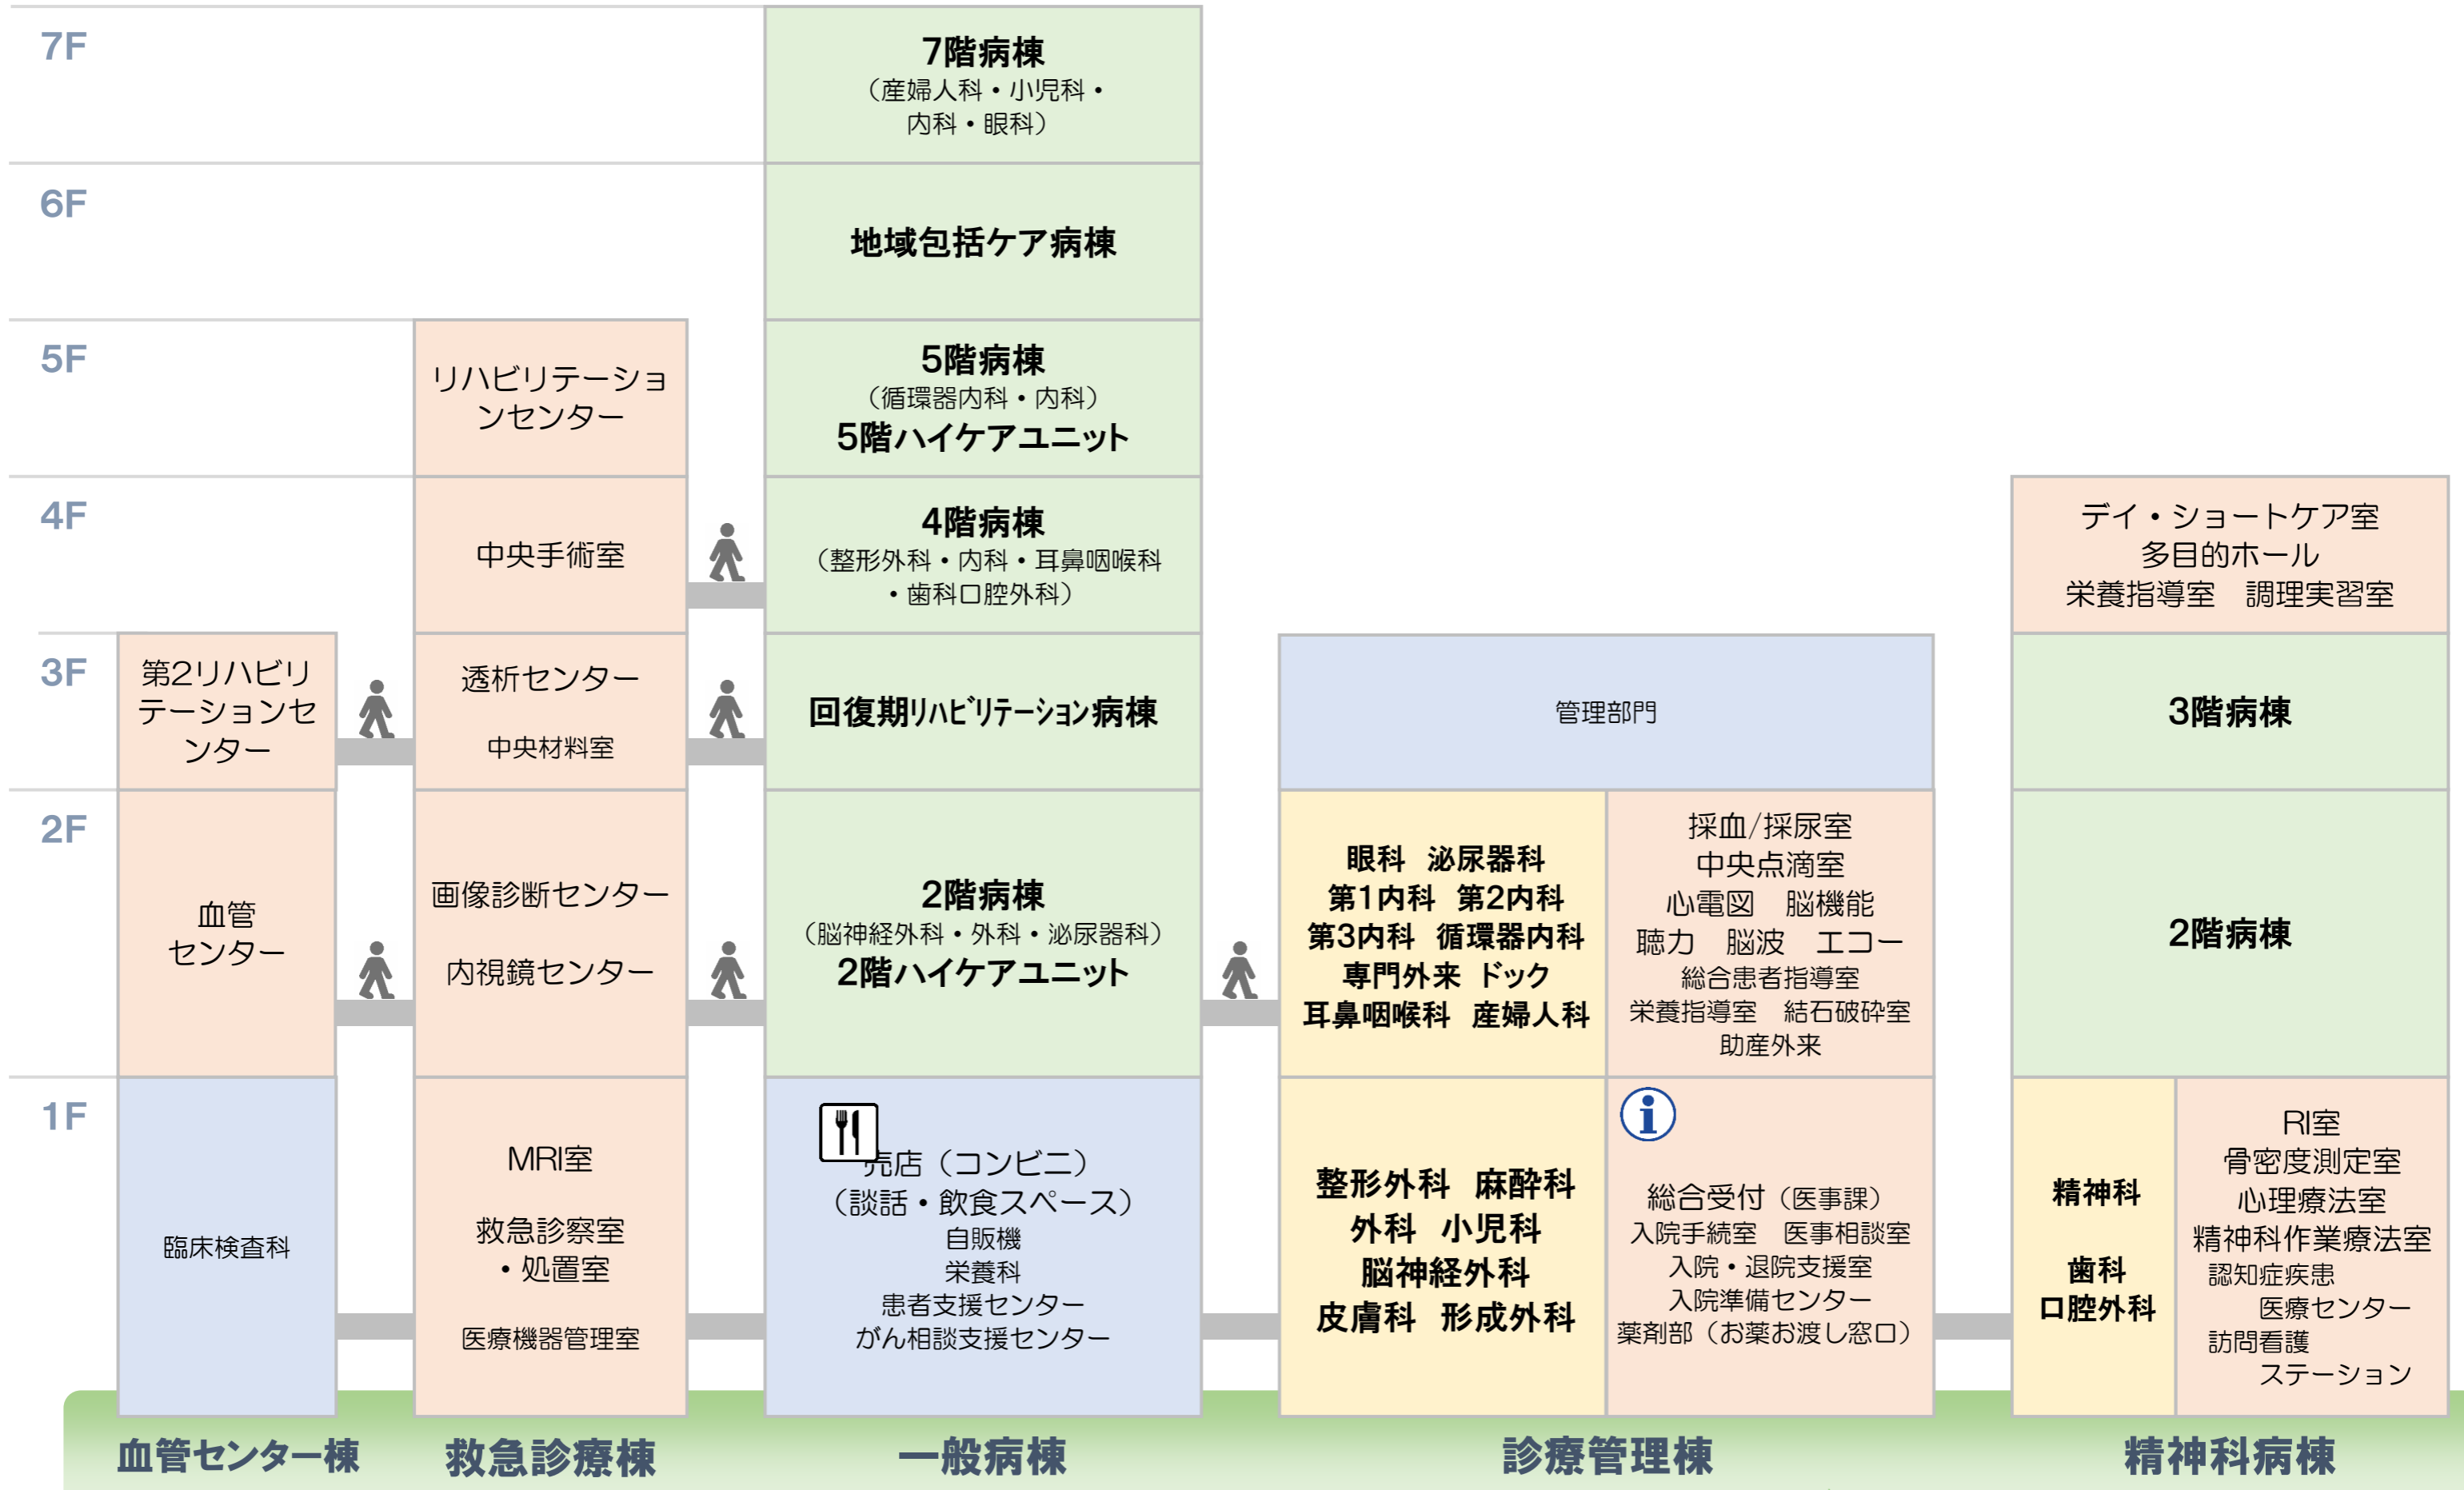 7F
7階病棟
（産婦人科・小児科・
内科・眼科）
6F
地域包括ケア病棟
5F
リハビリテーショ
ンセンター
5階病棟
（循環器内科・内科）
5階ハイケアユニット
4F
中央手術室
4階病棟
（整形外科・内科・耳鼻咽喉科
・歯科口腔外科）
デイ・ショートケア室
多目的ホール
栄養指導室　調理実習室
3F
第2リハビリ
テーションセ
ンター
透析センター
中央材料室
回復期ﾘﾊﾋﾞﾘﾃｰｼｮﾝ病棟
管理部門
3階病棟
2F
血管
センター
画像診断センター
内視鏡センター
2階病棟
（脳神経外科・外科・泌尿器科）
2階ハイケアユニット
眼科　泌尿器科
第1内科　第2内科
第3内科　循環器内科
専門外来　ドック
耳鼻咽喉科　産婦人科
採血/採尿室
中央点滴室
心電図　脳機能
聴力　脳波　エコー
総合患者指導室
栄養指導室　結石破砕室
助産外来
2階病棟
1F
臨床検査科
MRI室
救急診察室
・処置室
医療機器管理室
売店（コンビニ）
（談話・飲食スペース）
自販機
栄養科
患者支援センター
がん相談支援センター
整形外科　麻酔科
外科　小児科
脳神経外科
皮膚科　形成外科
i
総合受付（医事課）
入院手続室　医事相談室
入院・退院支援室
入院準備センター
薬剤部（お薬お渡し窓口）
精神科
歯科
口腔外科
RI室
骨密度測定室
心理療法室
精神科作業療法室
認知症疾患
医療センター
訪問看護
ステーション
血管センター棟
救急診療棟
一般病棟
診療管理棟
精神科病棟